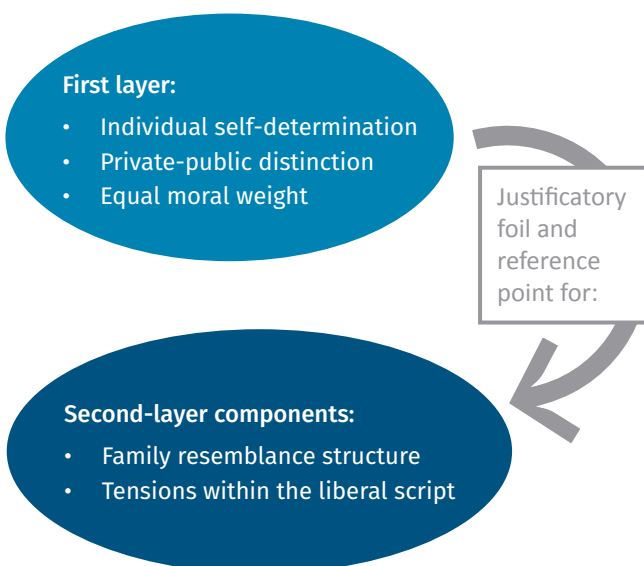 First layer:
• Individual self-determination
• Private-public distinction
• Equal moral weight
Justificatory
foil and
reference
point for:
Second-layer components:
• Family resemblance structure
• Tensions within the liberal script